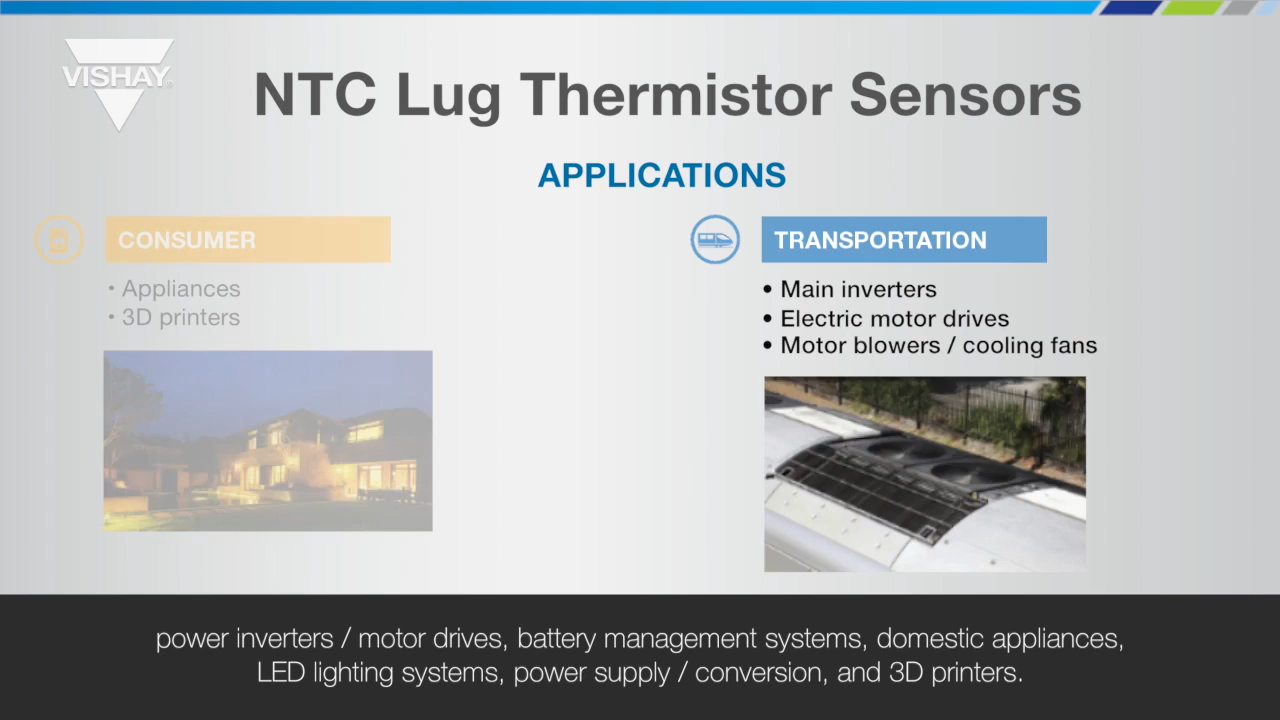 VISHAY
NTC Lug Thermistor Sensors
APPLICATIONS
CONSUMER
• Appliances
• 3D printers
TRANSPORTATION
• Main inverters
• Electric motor drives
• Motor blowers / cooling fans
power inverters / motor drives, battery management systems, domestic appliances,
LED lighting systems, power supply / conversion, and 3D printers.